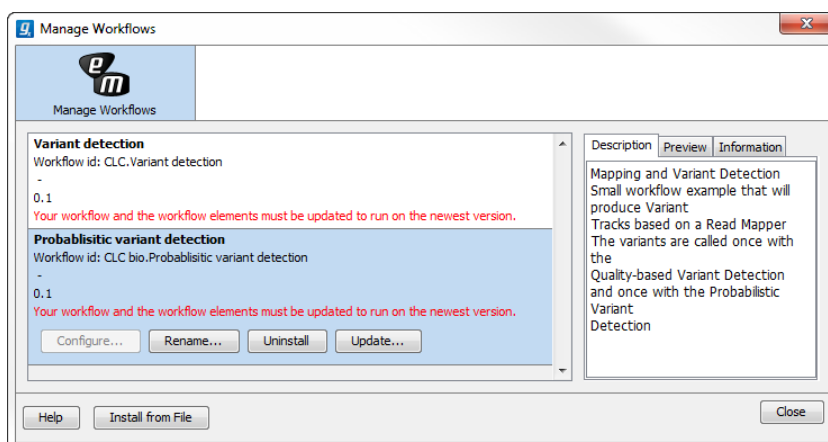 Manage Workflows
Manage Workflows
Variant detection
Workflow id: CLC.Variant detection
-
0.1
Your workflow and the workflow elements must be updated to run on the newest version.
Probablisitic variant detection
Workflow id: CLC bio.Probablisitic variant detection
-
0.1
Your workflow and the workflow elements must be updated to run on the newest version.
Configure... Rename... Uninstall Update...
Description Preview Information
Mapping and Variant Detection
Small workflow example that will
produce Variant
Tracks based on a Read Mapper
The variants are called once with
the
Quality-based Variant Detection
and once with the Probabilistic
Variant
Detection
Help Install from File Close